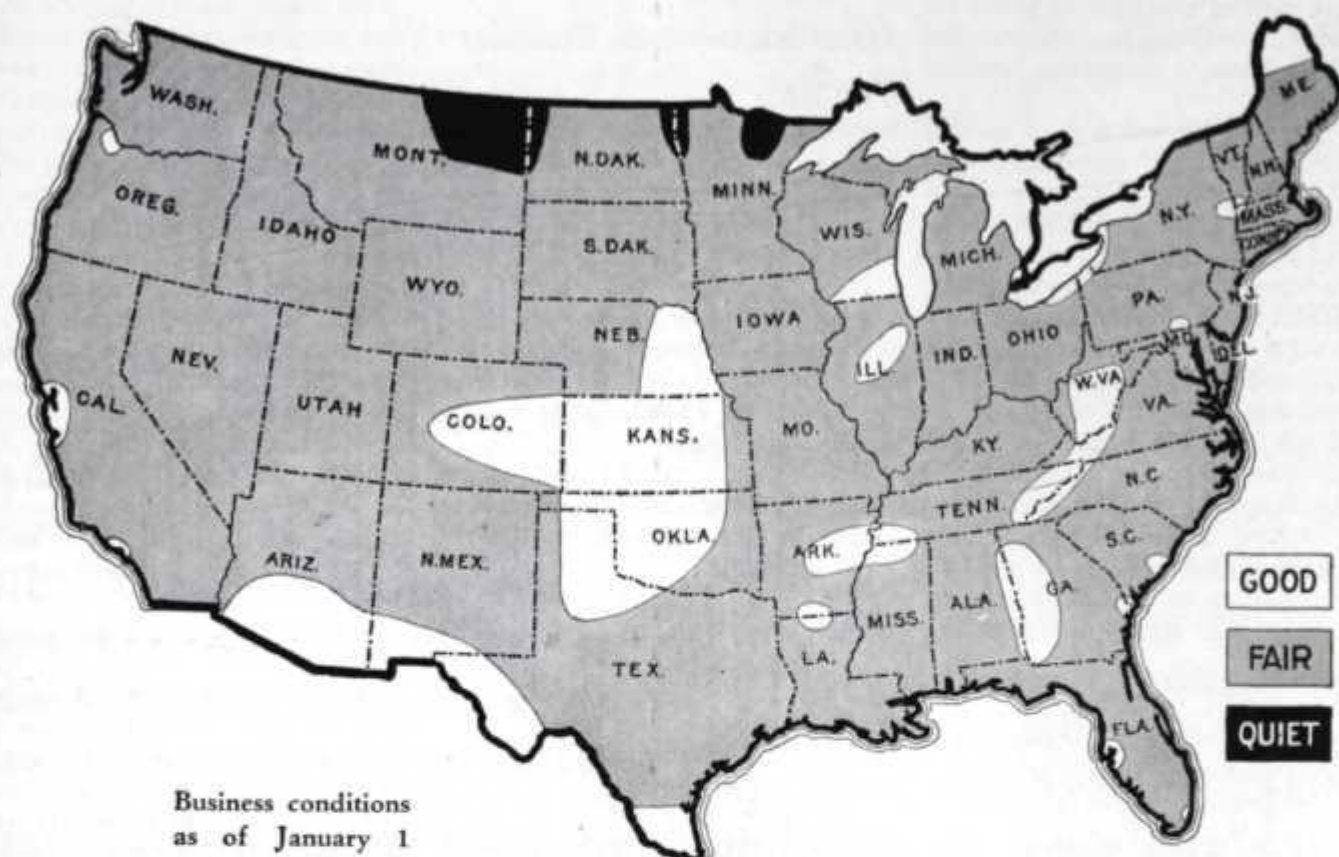 WASH.
MONT.
N.DAK.
MINN.
ME.
VT.
N.H.
OREG.
IDAHO
S.DAK.
WIS.
MICH.
N.Y.
MASS.
CONN.
WYO.
NEB.
IOWA
ILL.
IND.
OHIO
PA.
N.J.
MD.
DEL.
NEV.
UTAH
CAL.
COLO.
KANS.
MO.
KY.
W.VA.
VA.
ARIZ.
N.MEX.
OKLA.
ARK.
TENN.
N.C.
S.C.
MISS.
ALA.
GA.
TEX.
LA.
FLA.
GOOD
FAIR
QUIET
Business conditions
as of January 1